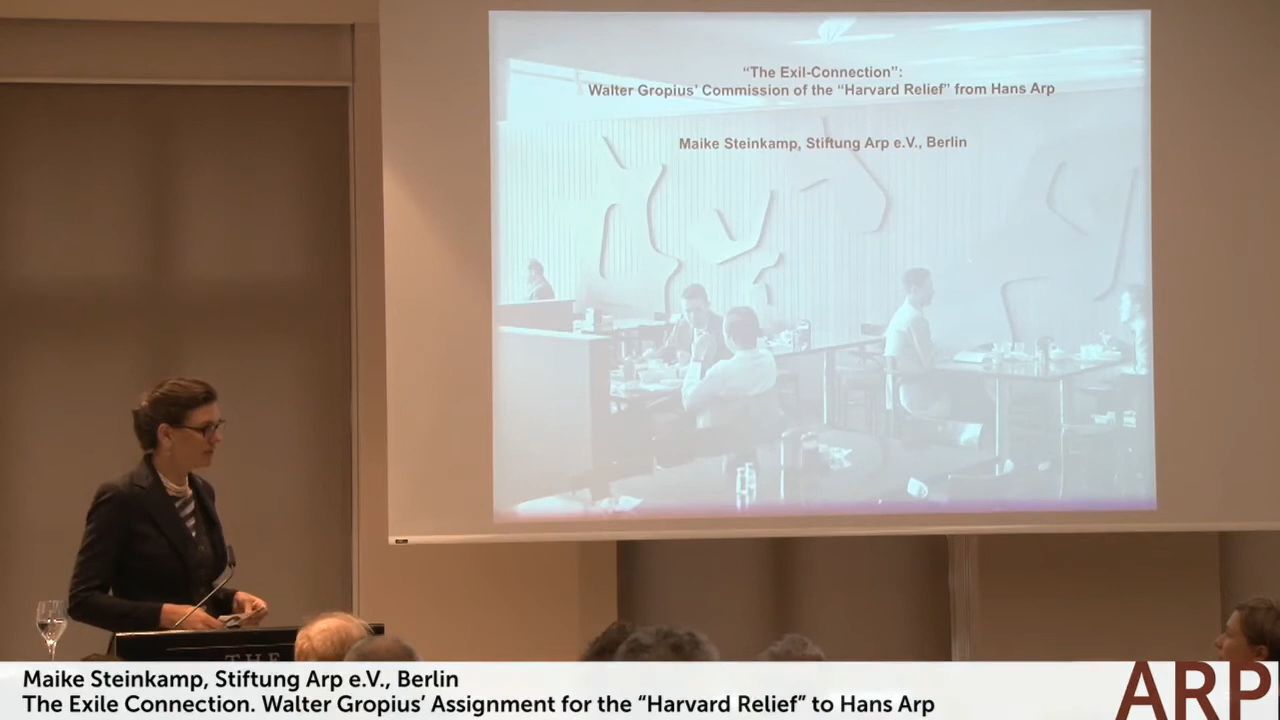 “The Exil-Connection”:
Walter Gropius’ Commission of the “Harvard Relief” from Hans Arp
Maike Steinkamp, Stiftung Arp e.V., Berlin
THE
Maike Steinkamp, Stiftung Arp e.V., Berlin
The Exile Connection. Walter Gropius’ Assignment for the “Harvard Relief” to Hans Arp
ARP